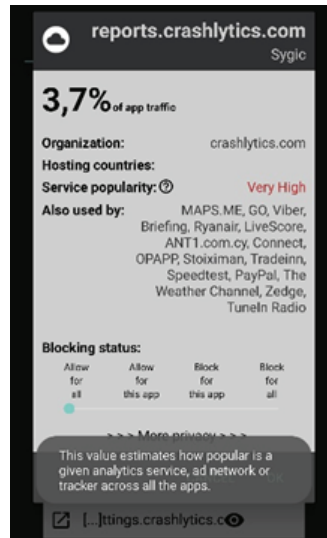 reports.crashlytics.com
Sygic
3,7% of app traffic
Organization: crashlytics.com
Hosting countries:
Service popularity: Very High
Also used by: MAPS.ME, GO, Viber,
Briefing, Ryanair, LiveScore,
ANT1.com.cy, Connect,
OPAPP, Stoiximan, Tradeinn,
Speedtest, PayPal, The
Weather Channel, Zedge,
TuneIn Radio
Blocking status:
Allow for all
Allow for this app
Block for this app
Block for all
> > > More privacy > > >
This value estimates how popular is a
given analytics service, ad network or
tracker across all the apps.
OK
[...]ttings.crashlytics.c